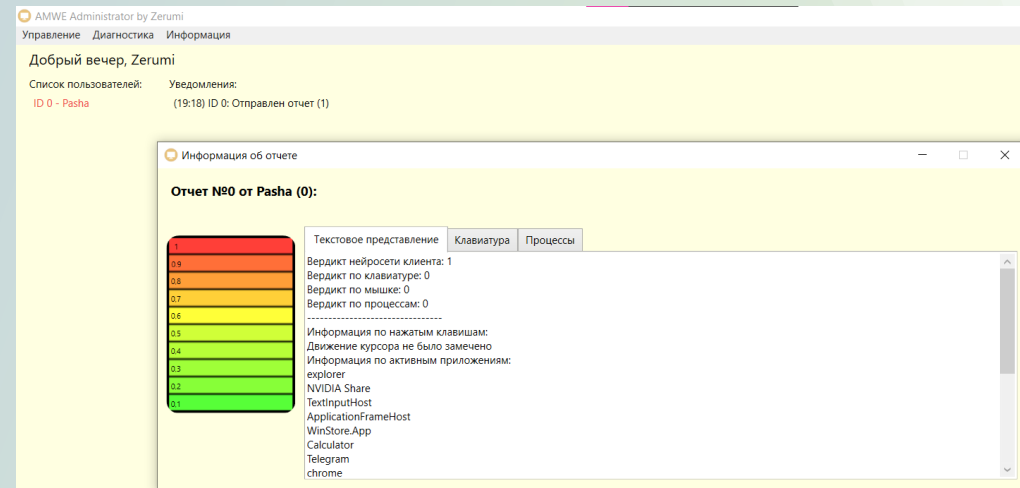 AMWE Administrator by Zerumi
Управление Диагностика Информация
Добрый вечер, Zerumi
Список пользователей: Уведомления:
ID 0 - Pasha (19:18) ID 0: Отправлен отчет (1)
Информация об отчете
Отчет №0 от Pasha (0):
Текстовое представление Клавиатура Процессы
1
0.9
0.8
0.7
0.6
0.5
0.4
0.3
0.2
0.1
Вердикт нейросети клиента: 1
Вердикт по клавиатуре: 0
Вердикт по мышке: 0
Вердикт по процессам: 0
--------------------------------
Информация по нажатым клавишам:
Движение курсора не было замечено
Информация по активным приложениям:
explorer
NVIDIA Share
TextInputHost
ApplicationFrameHost
WinStore.App
Calculator
Telegram
chrome